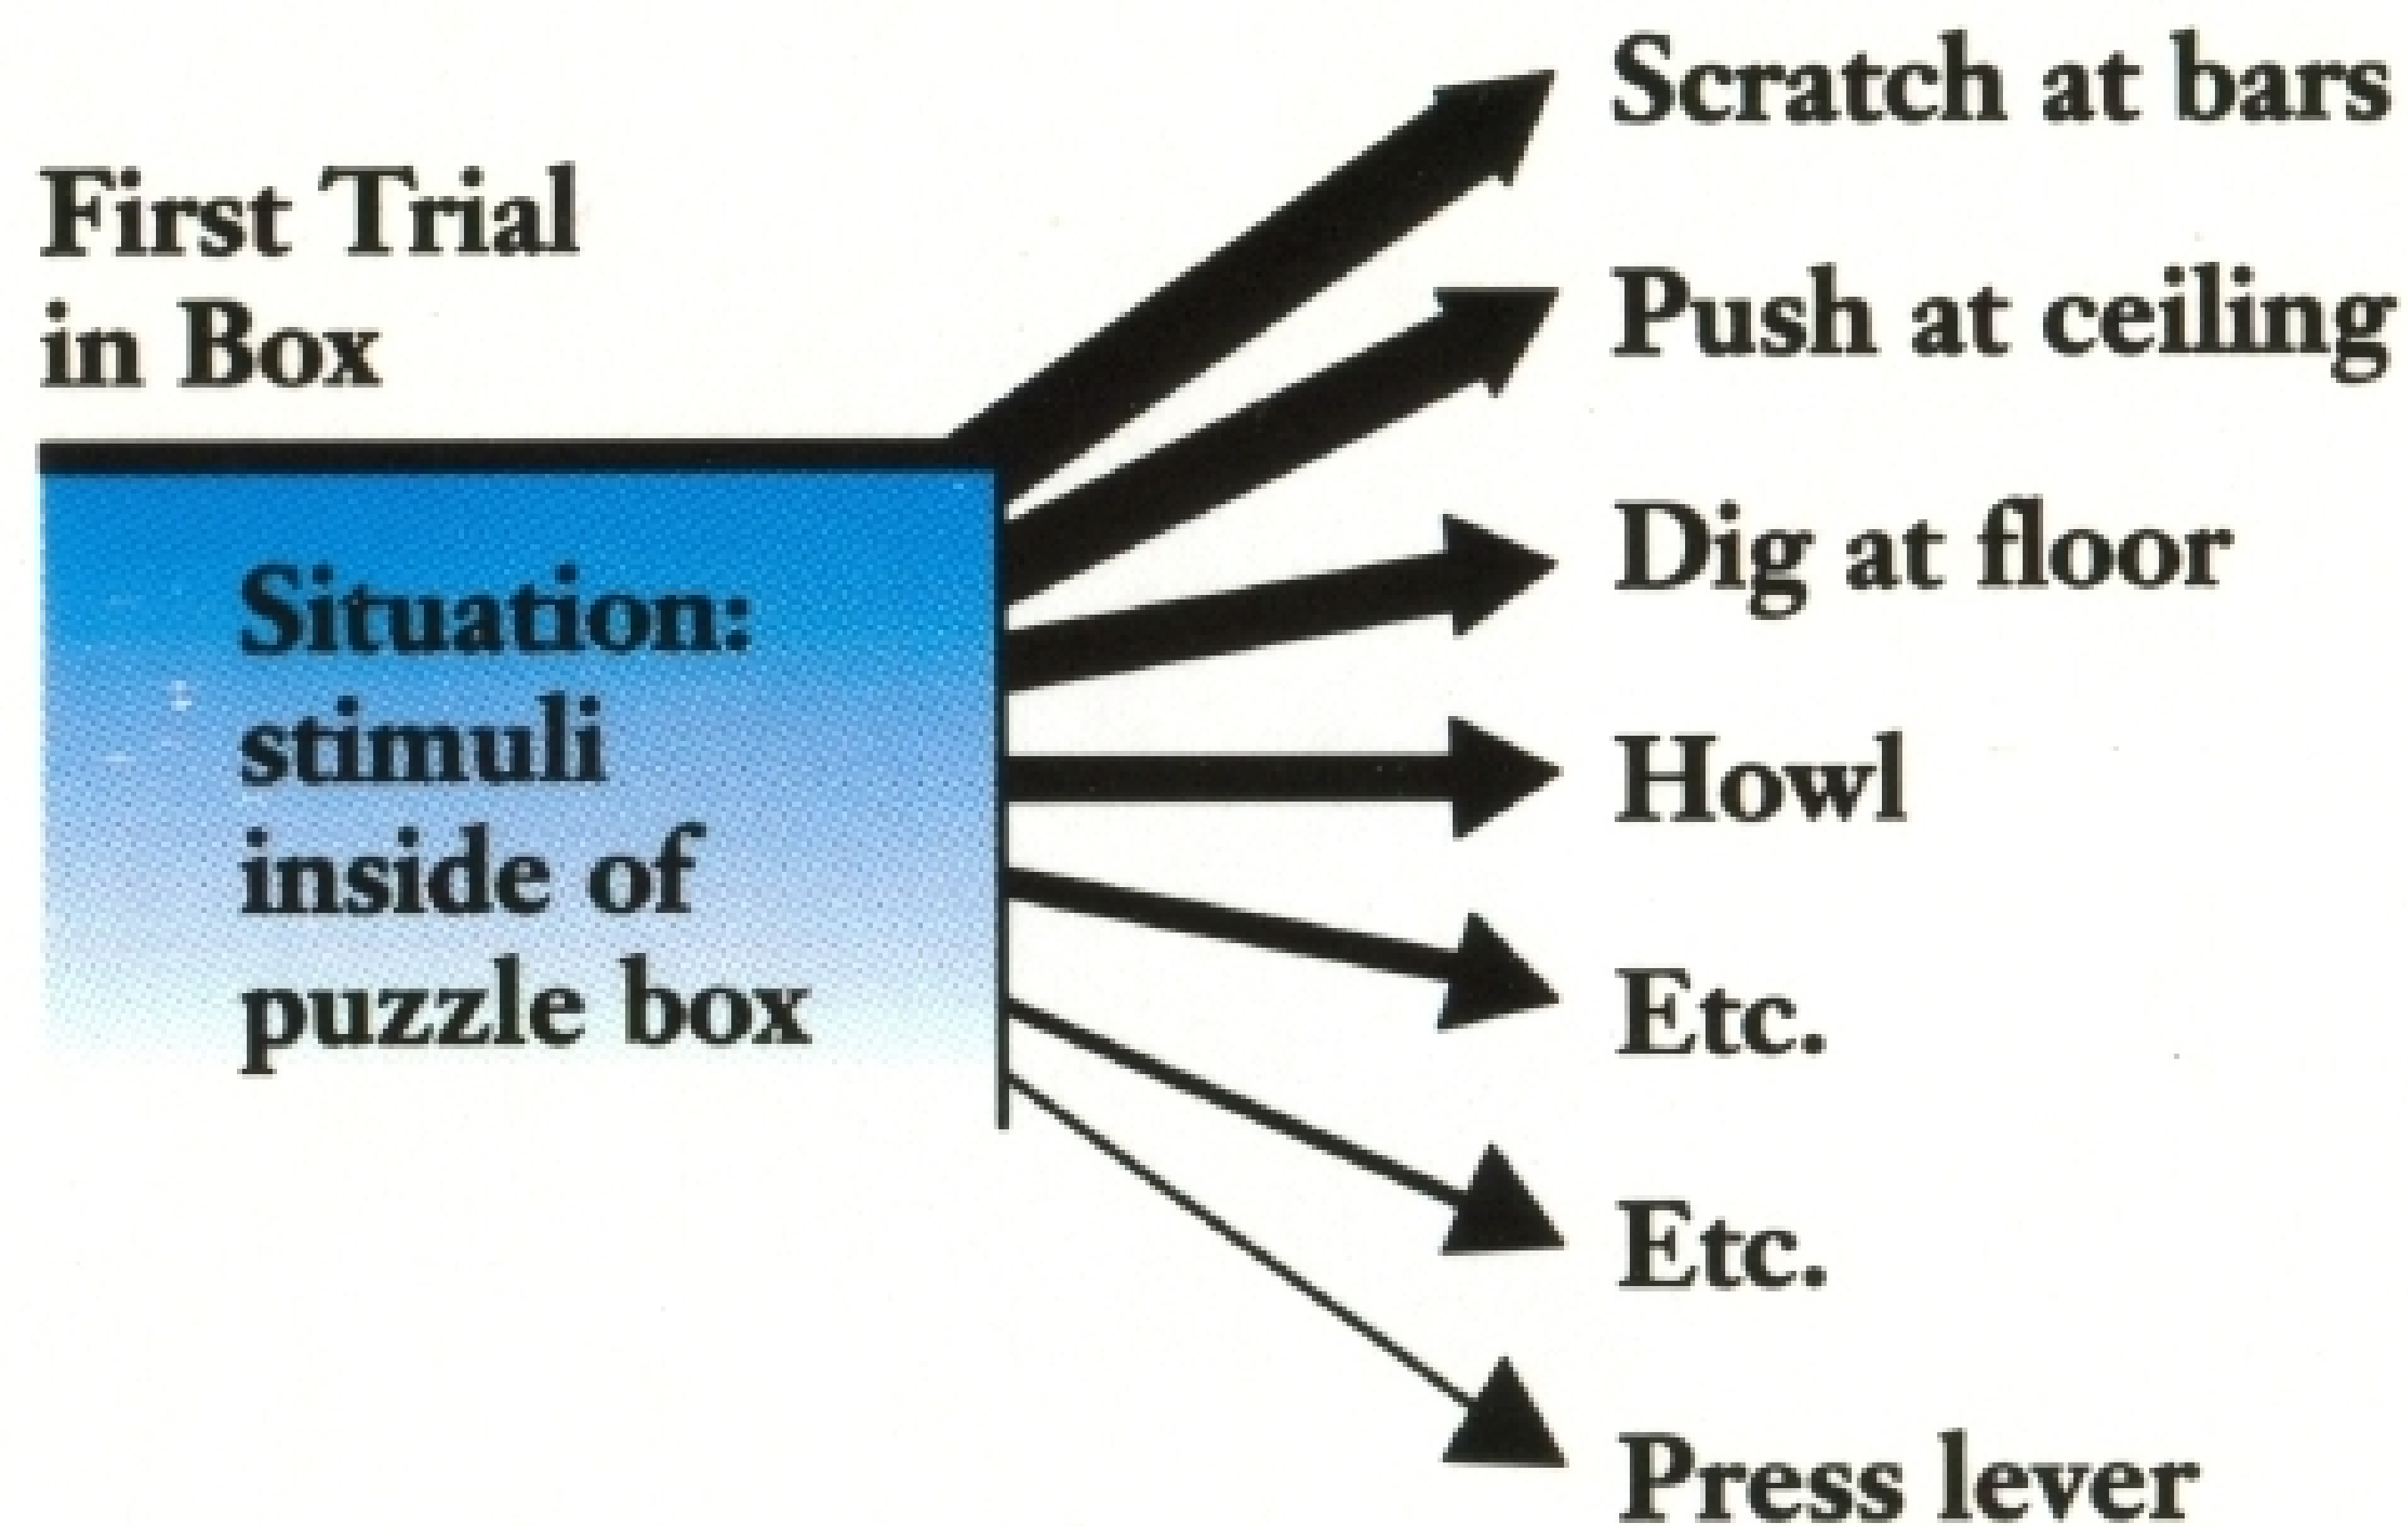 First Trial
in Box
Situation:
stimuli
inside of
puzzle box
Scratch at bars
Push at ceiling
Dig at floor
Howl
Etc.
Etc.
Press lever